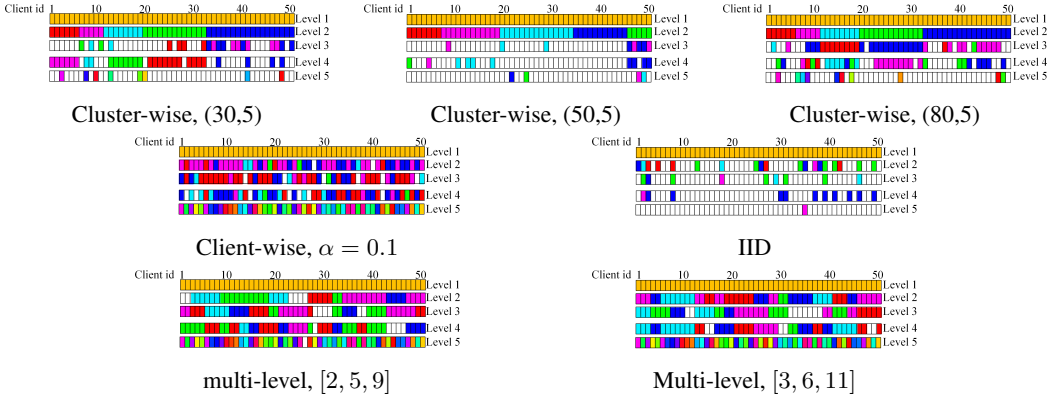 Client id 1 10 20 30 40 50
Level 1
Level 2
Level 3
Level 4
Level 5
Cluster-wise, (30,5)
Client id 1 10 20 30 40 50
Level 1
Level 2
Level 3
Level 4
Level 5
Cluster-wise, (50,5)
Client id 1 10 20 30 40 50
Level 1
Level 2
Level 3
Level 4
Level 5
Cluster-wise, (80,5)
Client id 1 10 20 30 40 50
Level 1
Level 2
Level 3
Level 4
Level 5
Client-wise, α = 0.1
Client id 1 10 20 30 40 50
Level 1
Level 2
Level 3
Level 4
Level 5
IID
Client id 1 10 20 30 40 50
Level 1
Level 2
Level 3
Level 4
Level 5
multi-level, [2, 5, 9]
Client id 1 10 20 30 40 50
Level 1
Level 2
Level 3
Level 4
Level 5
Multi-level, [3, 6, 11]